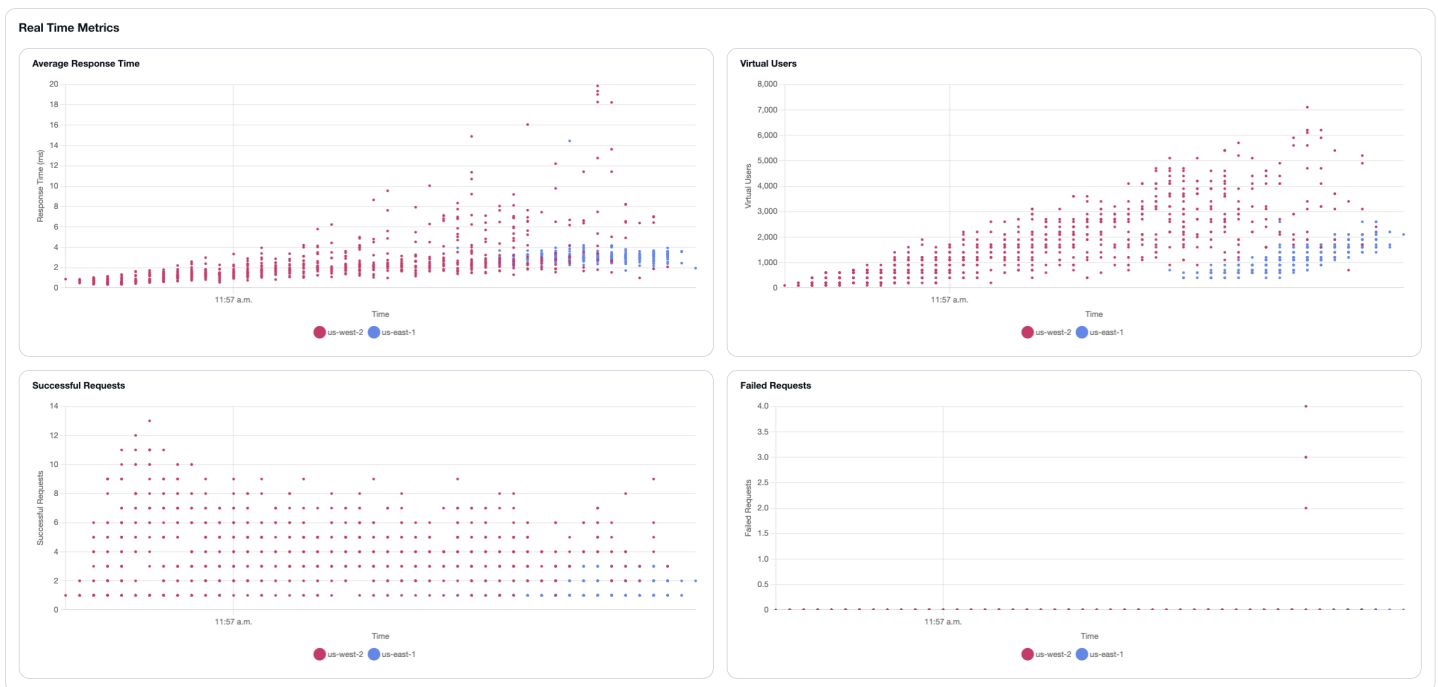 Real Time Metrics
Average Response Time
20
18
16
14
12
10
8
6
4
2
0
Response Time (ms)
11:57 a.m.
Time
us-west-2 us-east-1
Virtual Users
8,000
7,000
6,000
5,000
4,000
3,000
2,000
1,000
0
Virtual Users
11:57 a.m.
Time
us-west-2 us-east-1
Successful Requests
14
12
10
8
6
4
2
0
Successful Requests
11:57 a.m.
Time
us-west-2 us-east-1
Failed Requests
4.0
3.5
3.0
2.5
2.0
1.5
1.0
0.5
0
Failed Requests
11:57 a.m.
Time
us-west-2 us-east-1